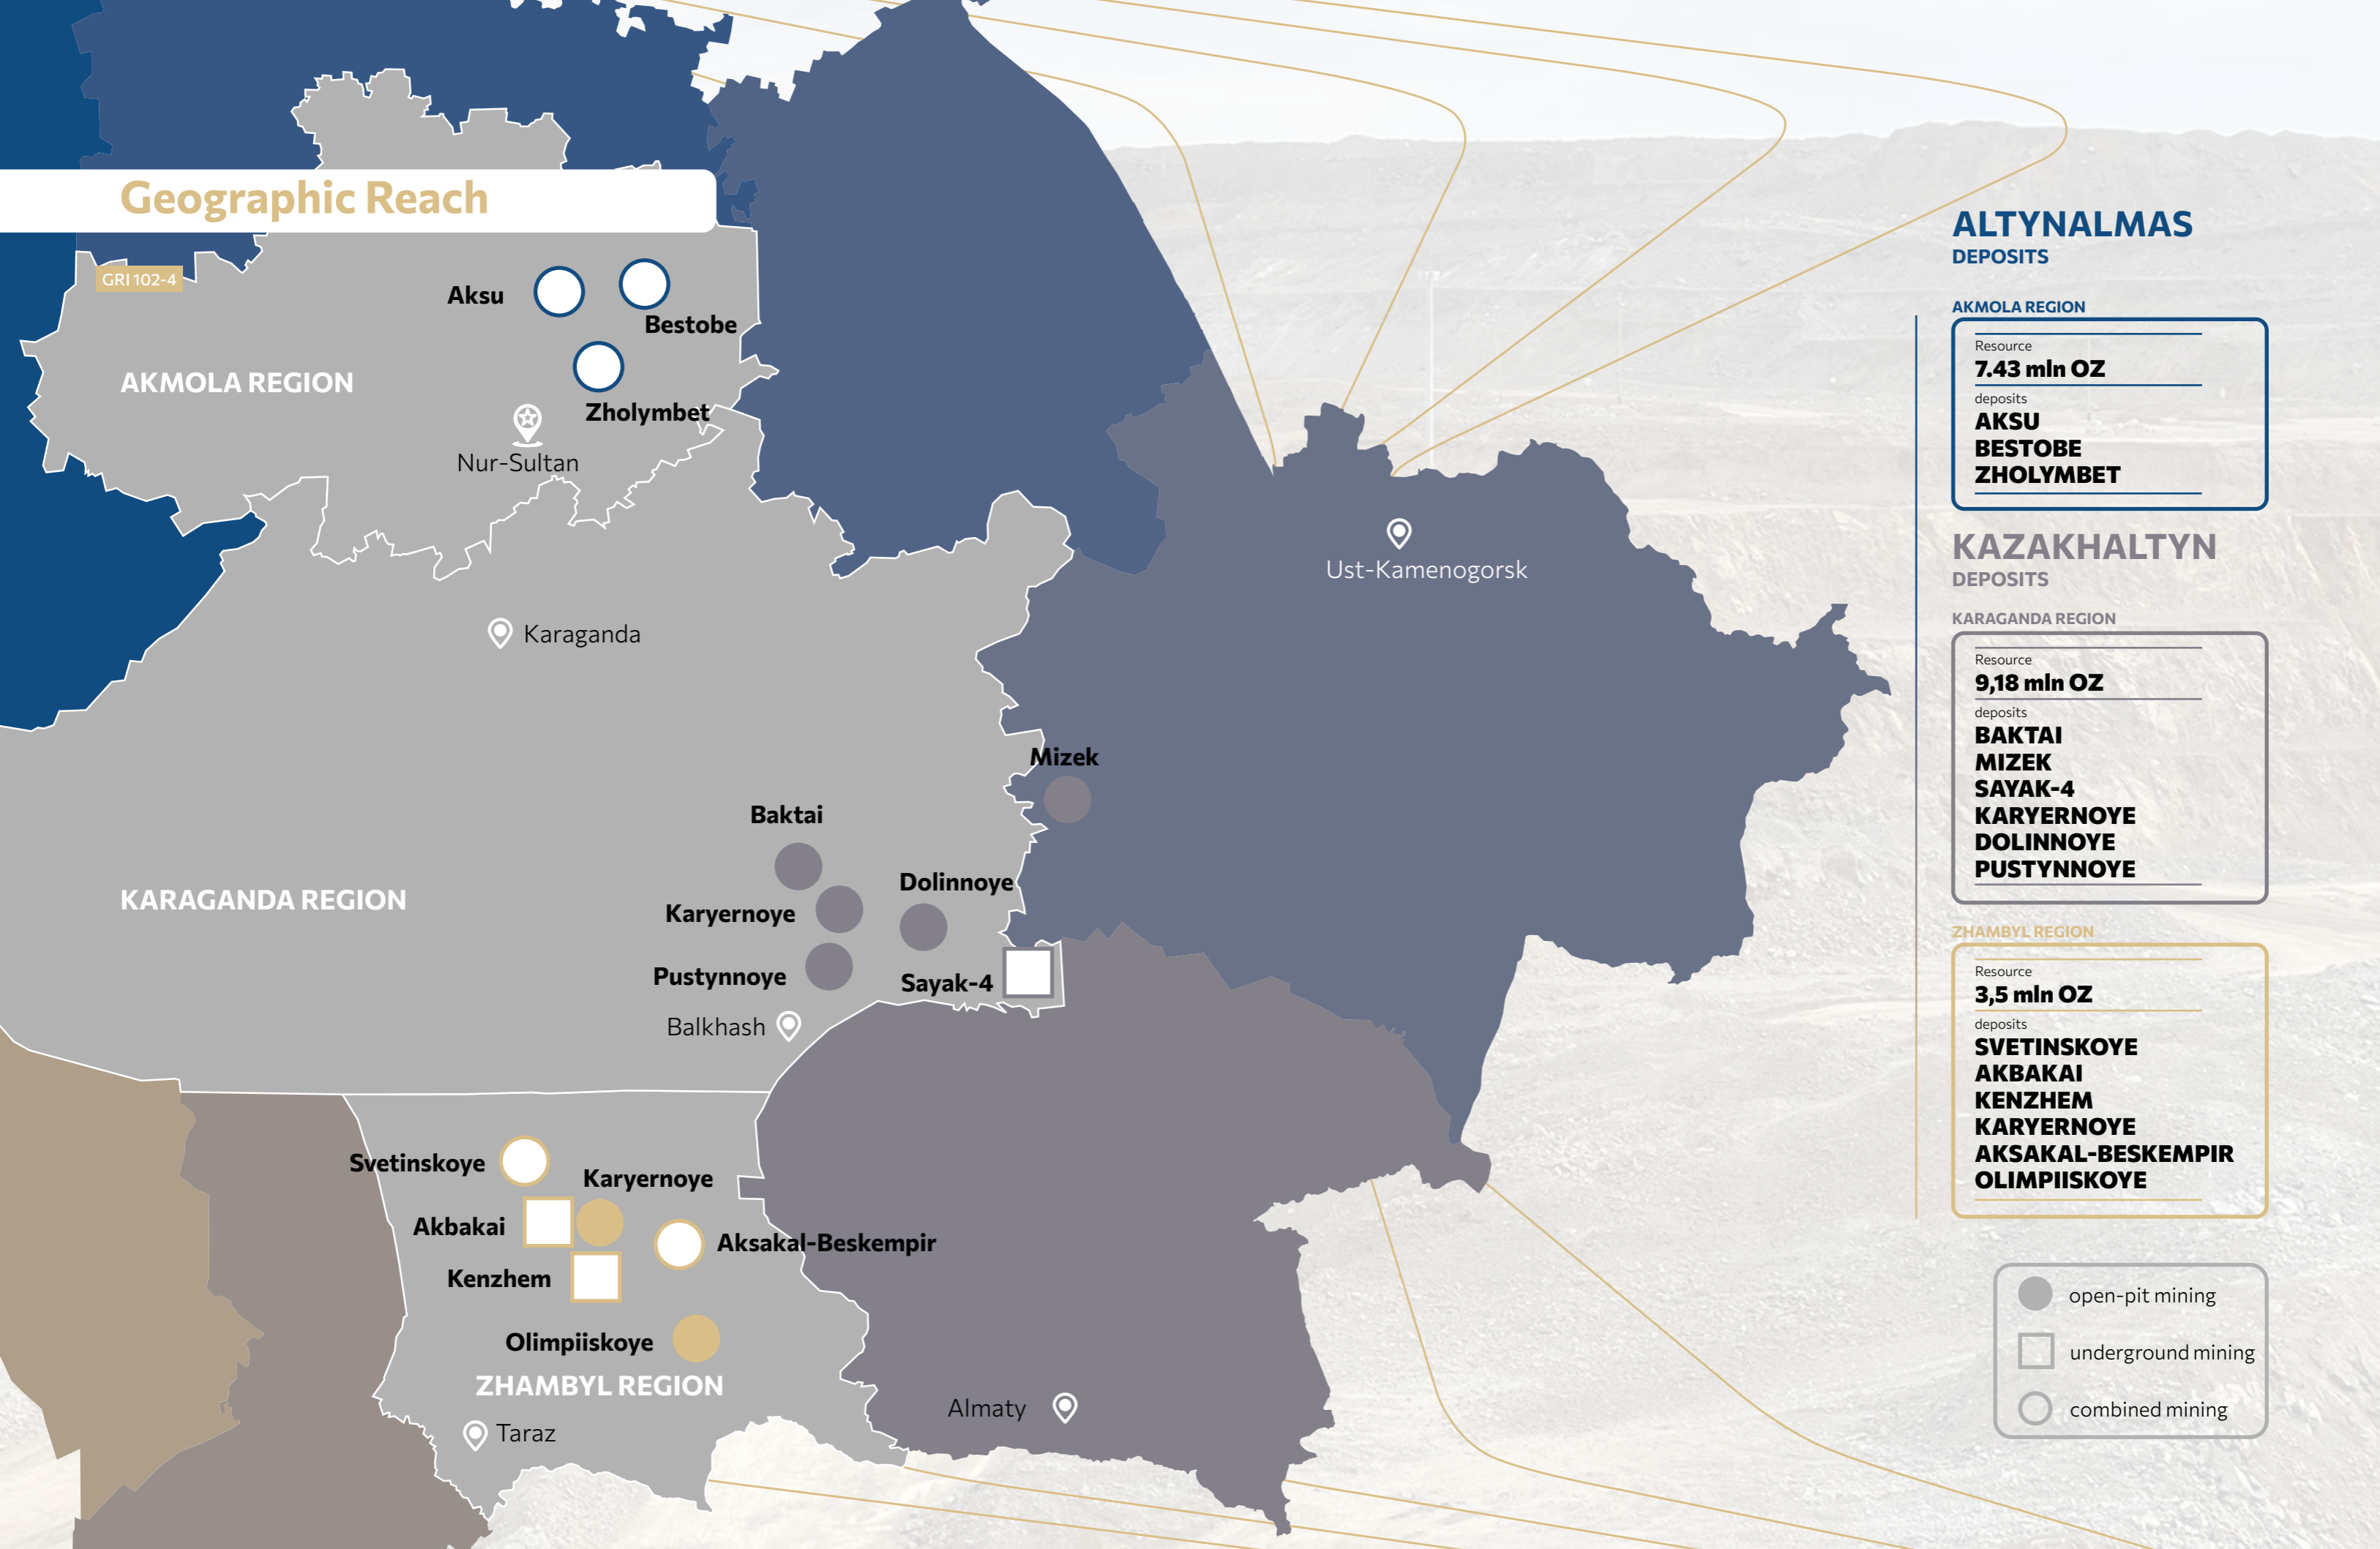 Geographic Reach
GRI 102-4
Aksu
Bestobe
AKMOLA REGION
Zholymbet
Nur-Sultan
Ust-Kamenogorsk
Karaganda
Mizek
Baktai
Dolinnoye
KARAGANDA REGION
Karyernoye
Pustynnoye
Sayak-4
Balkhash
Svetinskoye
Karyernoye
Akbakai
Aksakal-Beskempir
Kenzhem
Olimpiiskoye
ZHAMBYL REGION
Almaty
Taraz
ALTYNALMAS
DEPOSITS
AKMOLA REGION
Resource
7.43 mln OZ
deposits
AKSU
BESTOBE
ZHOLYMBET
KAZAKHALTYN
DEPOSITS
KARAGANDA REGION
Resource
9,18 mln OZ
deposits
BAKTAI
MIZEK
SAYAK-4
KARYERNOYE
DOLINNOYE
PUSTYNNOYE
ZHAMBYL REGION
Resource
3,5 mln OZ
deposits
SVETINSKOYE
AKBAKAI
KENZHEM
KARYERNOYE
AKSAKAL-BESKEMPIR
OLIMPIISKOYE
open-pit mining
underground mining
combined mining